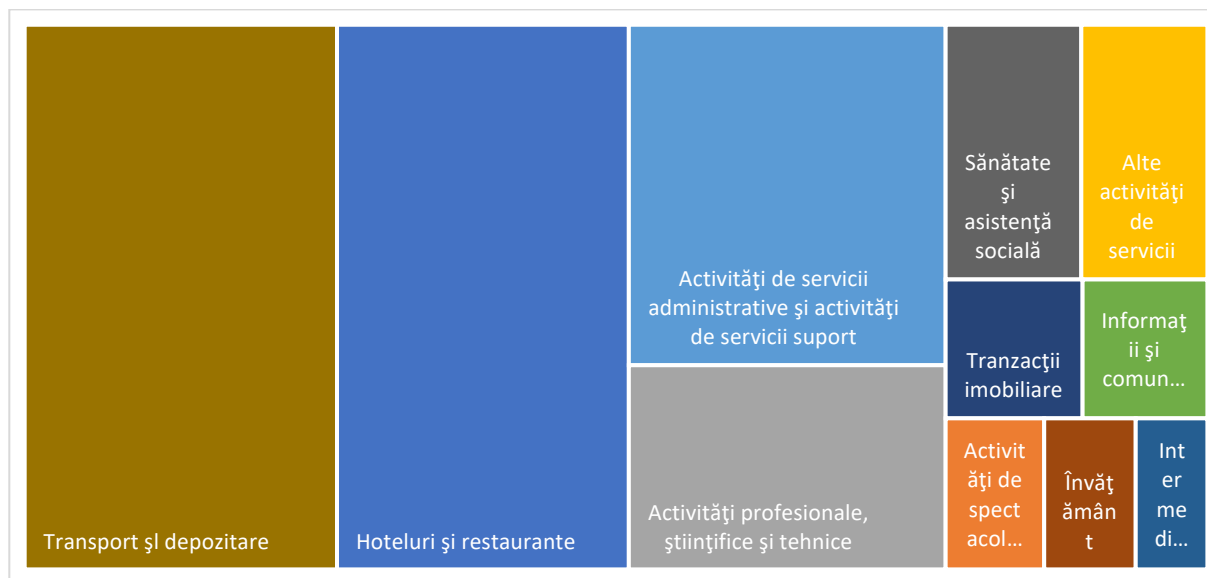 Transport şl depozitare
Hoteluri şi restaurante
Activităţi de servicii
administrative şi activităţi
de servicii suport
Activităţi profesionale,
ştiinţifice şi tehnice
Sănătate
şi
asistenţă
socială
Alte
activităţi
de
servicii
Tranzacţii
imobiliare
Informaţ
ii şi
comun...
Activit
ăţi de
spect
acol...
Învăţ
ămân
t
Int
er
me
di...